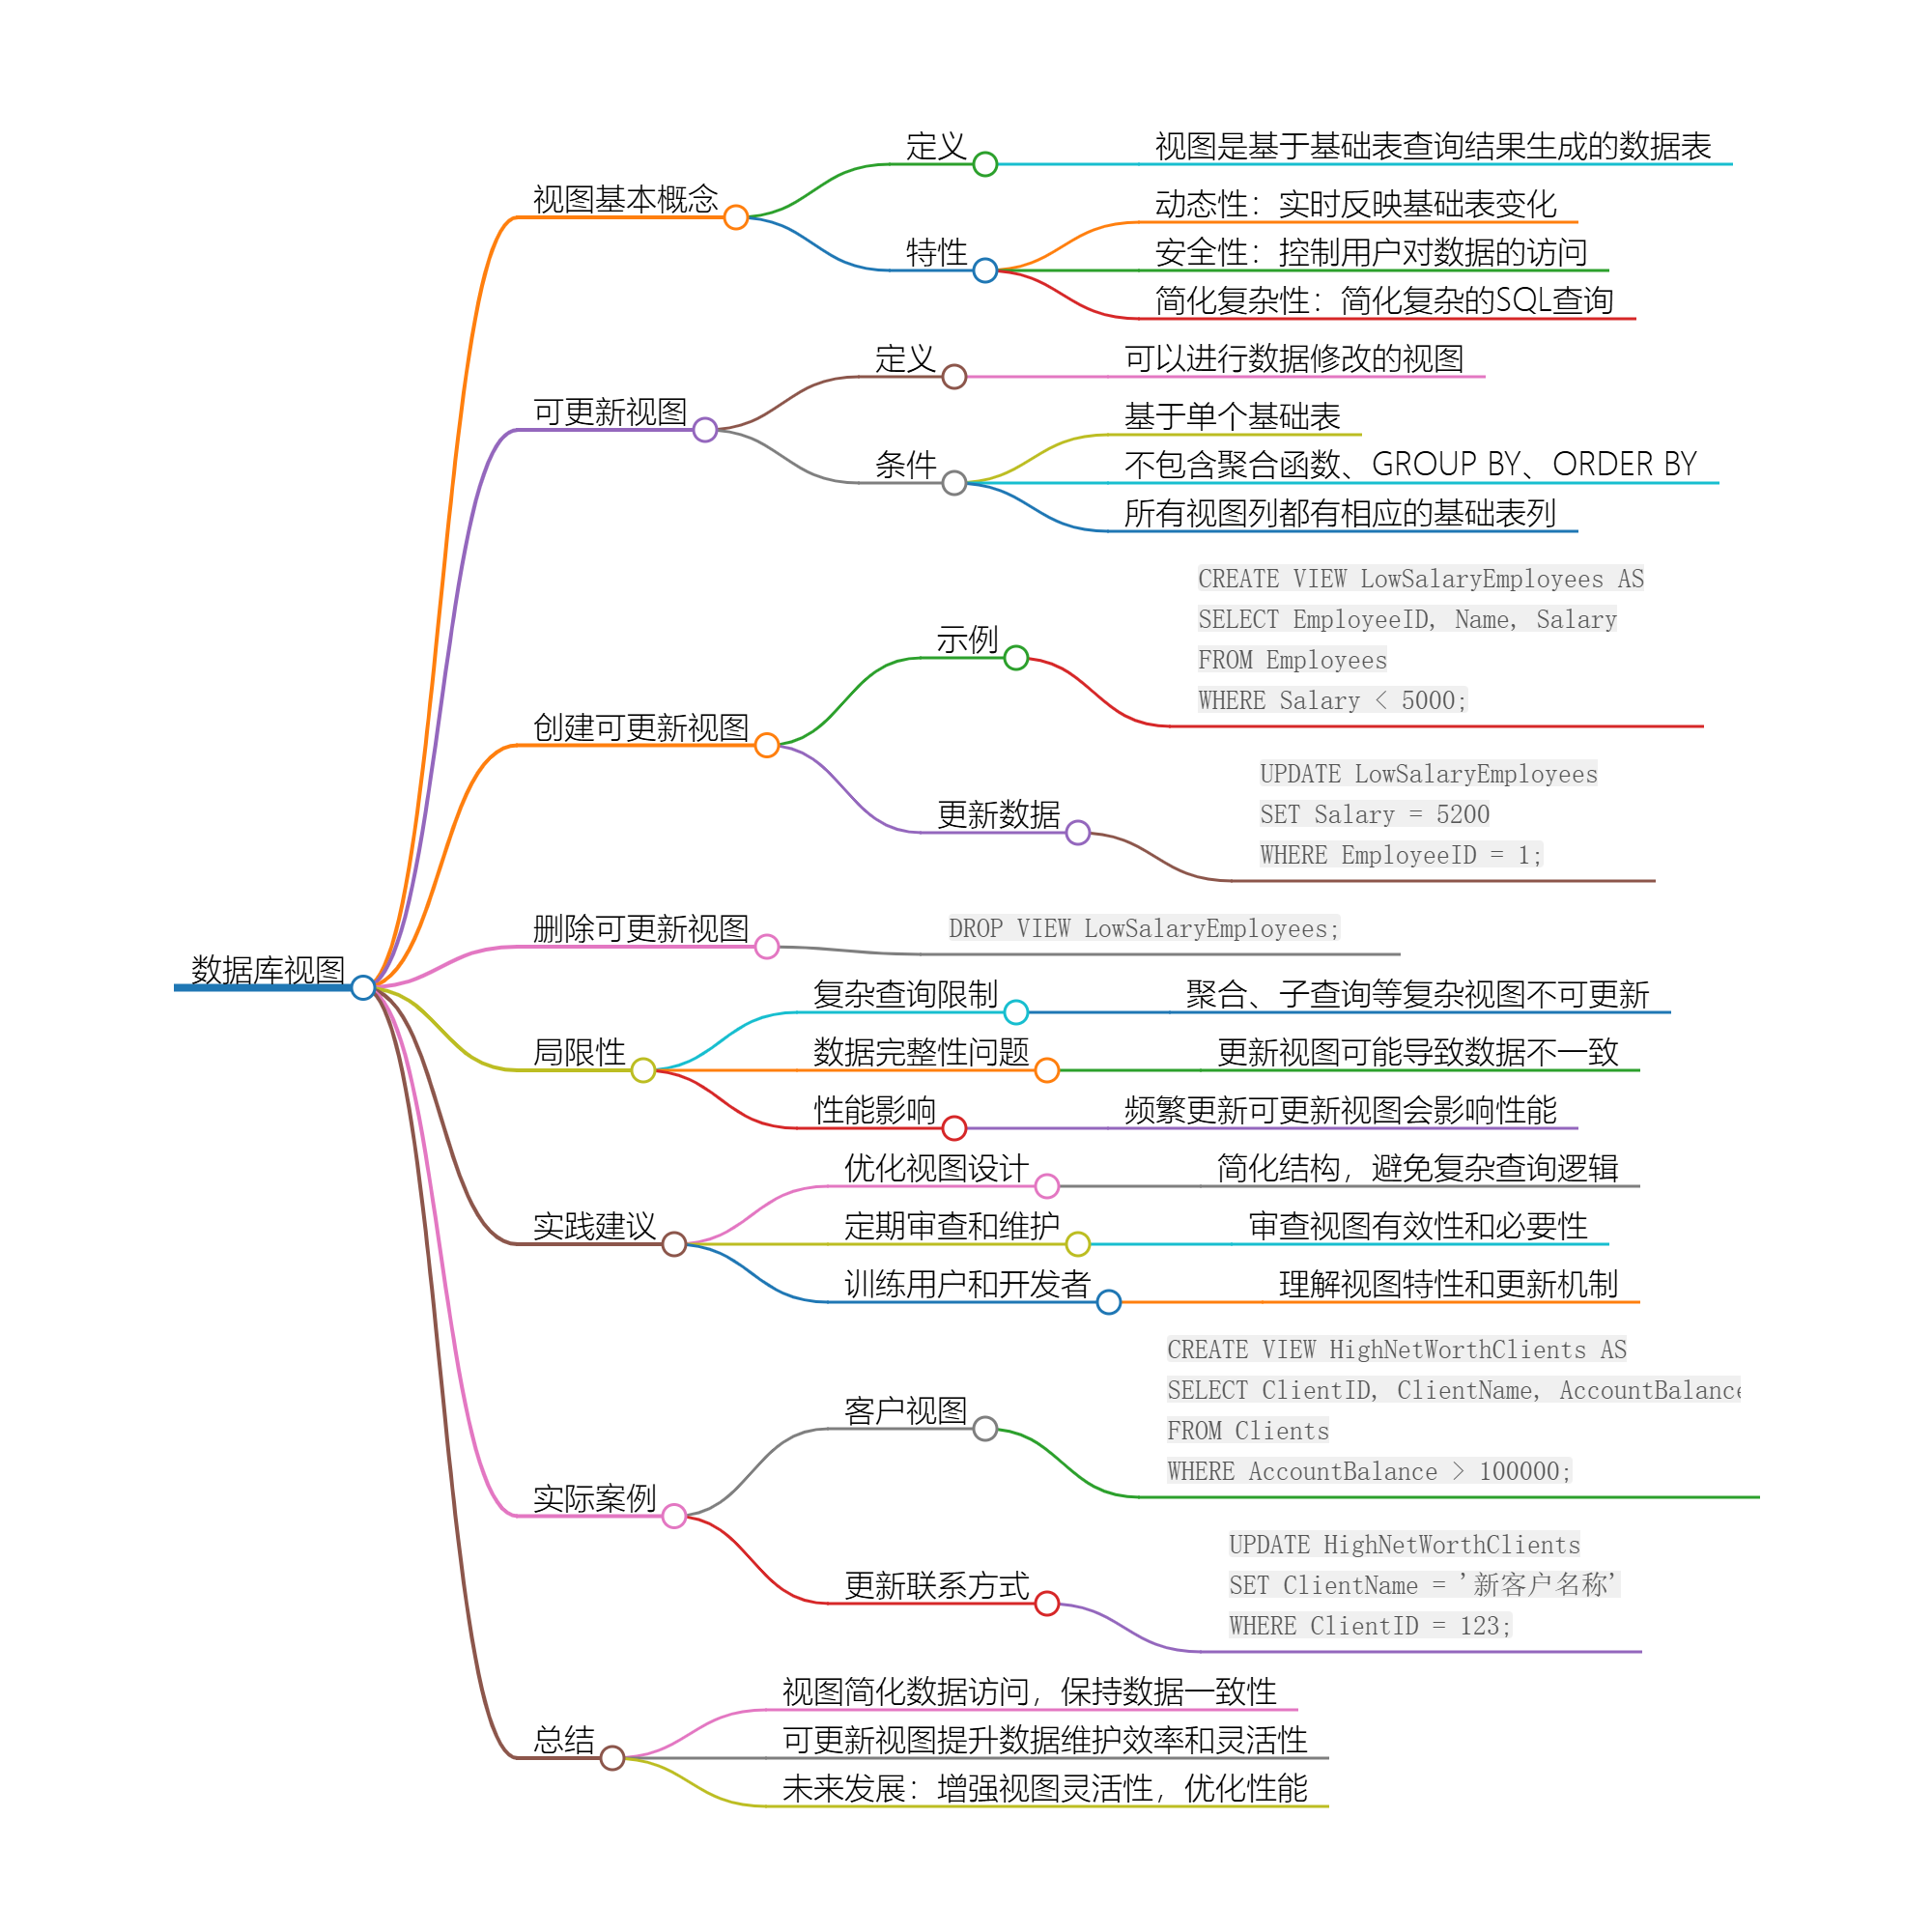 数据库视图
视图基本概念
定义
视图是基于基础表查询结果生成的数据表
特性
动态性：实时反映基础表变化
安全性：控制用户对数据的访问
简化复杂性：简化复杂的SQL查询
可更新视图
定义
可以进行数据修改的视图
条件
基于单个基础表
不包含聚合函数、GROUP BY、ORDER BY
所有视图列都有相应的基础表列
创建可更新视图
示例
CREATE VIEW LowSalaryEmployees AS
SELECT EmployeeID, Name, Salary
FROM Employees
WHERE Salary < 5000;
更新数据
UPDATE LowSalaryEmployees
SET Salary = 5200
WHERE EmployeeID = 1;
删除可更新视图
DROP VIEW LowSalaryEmployees;
局限性
复杂查询限制
聚合、子查询等复杂视图不可更新
数据完整性问题
更新视图可能导致数据不一致
性能影响
频繁更新可更新视图会影响性能
实践建议
优化视图设计
简化结构，避免复杂查询逻辑
定期审查和维护
审查视图有效性和必要性
训练用户和开发者
理解视图特性和更新机制
实际案例
客户视图
CREATE VIEW HighNetWorthClients AS
SELECT ClientID, ClientName, AccountBalance
FROM Clients
WHERE AccountBalance > 100000;
更新联系方式
UPDATE HighNetWorthClients
SET ClientName = '新客户名称'
WHERE ClientID = 123;
总结
视图简化数据访问，保持数据一致性
可更新视图提升数据维护效率和灵活性
未来发展：增强视图灵活性，优化性能